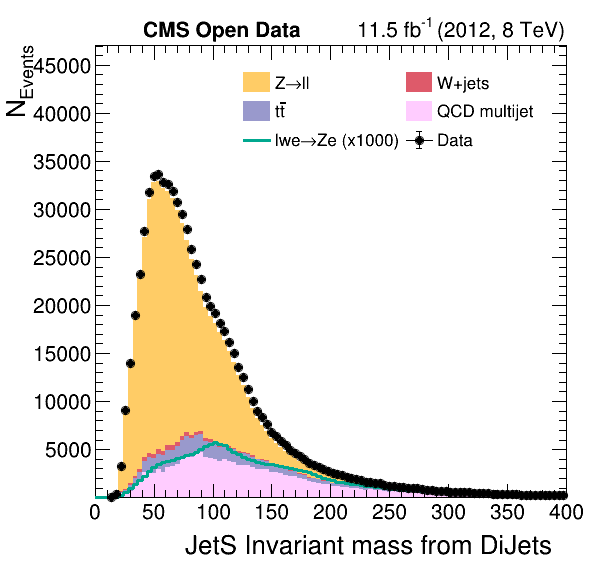 CMS Open Data 11.5 fb⁻¹ (2012, 8 TeV)
N_Events
45000
40000
35000
30000
25000
20000
15000
10000
5000
Z→ll W+jets
tt̄ QCD multijet
lwe→Ze (x1000) Data
0 50 100 150 200 250 300 350 400
JetS Invariant mass from DiJets